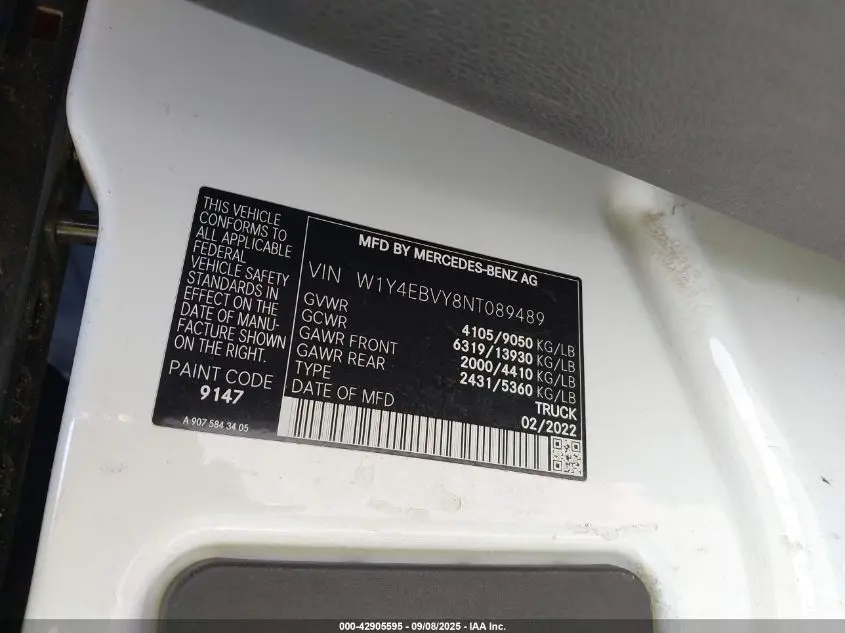 THIS VEHICLE
CONFORMS TO
ALL APPLICABLE
FEDERAL
VEHICLE SAFETY
STANDARDS IN
EFFECT ON THE
DATE OF MANU-
FACTURE SHOWN
ON THE RIGHT.
PAINT CODE
9147
A 907 584 34 05
MFD BY MERCEDES-BENZ AG
VIN W1Y4EBVY8NT089489
GVWR 4105/9050 KG/LB
GCWR 6319/13930 KG/LB
GAWR FRONT 2000/4410 KG/LB
GAWR REAR 2431/5360 KG/LB
TYPE TRUCK
DATE OF MFD 02/2022
000-42905595 - 09/08/2025 - IAA Inc.